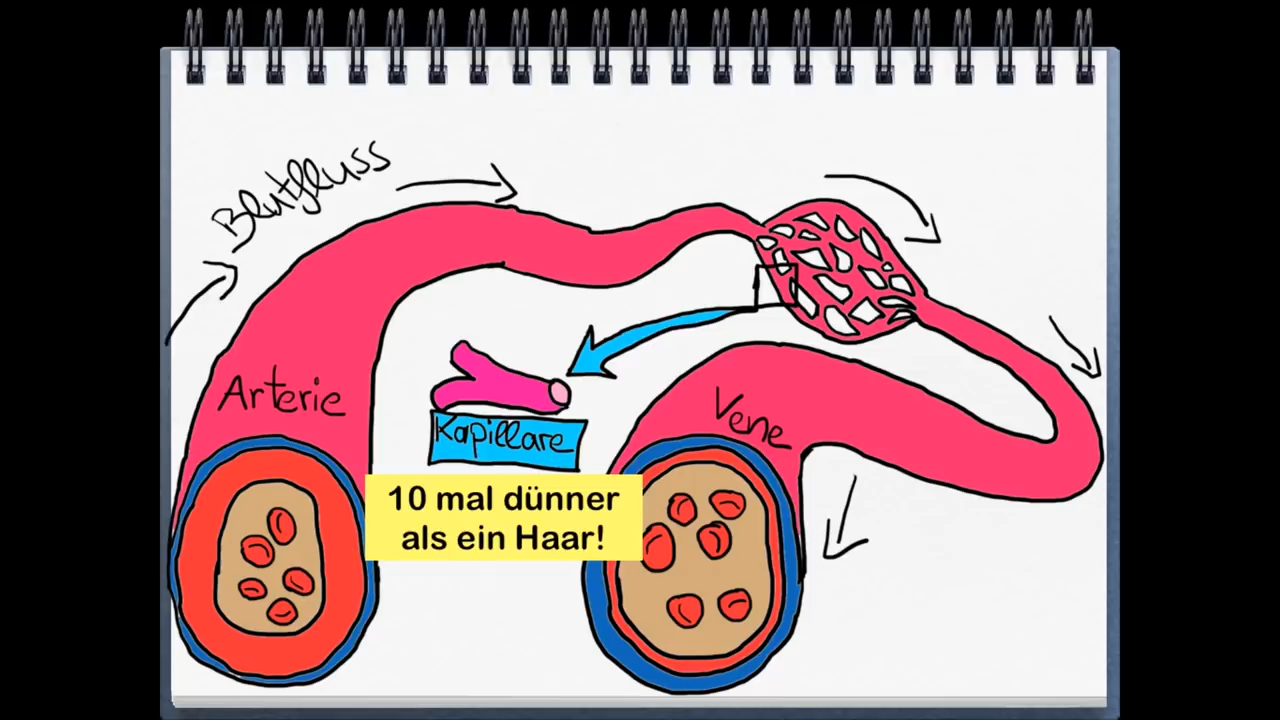 Blutfluss
Arterie
Vene
Kapillare
10 mal dünner
als ein Haar!